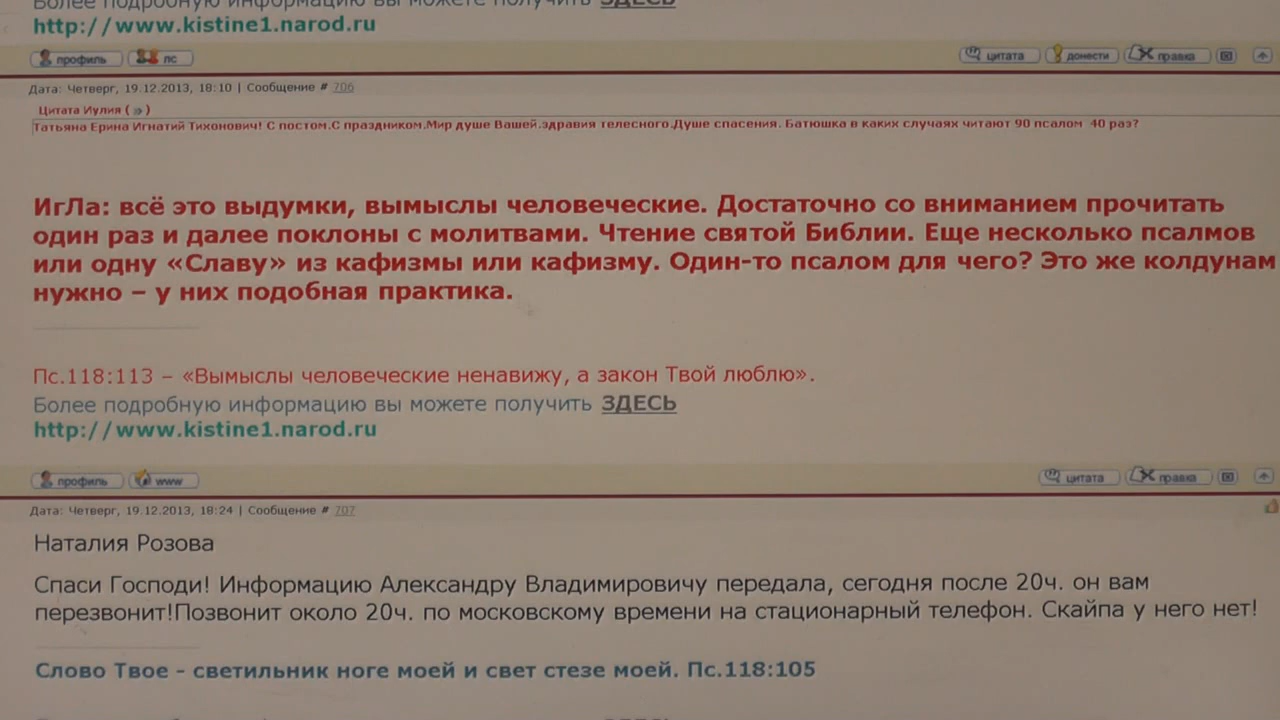 Более подробную информацию вы можете получить ЗДЕСЬ
http://www.kistine1.narod.ru
профиль пс цитата донести правка
Дата: Четверг, 19.12.2013, 18:10 | Сообщение # 706
Цитата Иулия ( )
Татьяна Ерина Игнатий Тихонович! С постом.С праздником.Мир душе Вашей.здравия телесного.Душе спасения. Батюшка в каких случаях читают 90 псалом 40 раз?
ИгЛа: всё это выдумки, вымыслы человеческие. Достаточно со вниманием прочитать
один раз и далее поклоны с молитвами. Чтение святой Библии. Еще несколько псалмов
или одну «Славу» из кафизмы или кафизму. Один-то псалом для чего? Это же колдунам
нужно – у них подобная практика.
Пс.118:113 – «Вымыслы человеческие ненавижу, а закон Твой люблю».
Более подробную информацию вы можете получить ЗДЕСЬ
http://www.kistine1.narod.ru
профиль www цитата правка
Дата: Четверг, 19.12.2013, 18:24 | Сообщение # 707
Наталия Розова
Спаси Господи! Информацию Александру Владимировичу передала, сегодня после 20ч. он вам
перезвонит!Позвонит около 20ч. по московскому времени на стационарный телефон. Скайпа у него нет!
Слово Твое - светильник ноге моей и свет стезе моей. Пс.118:105